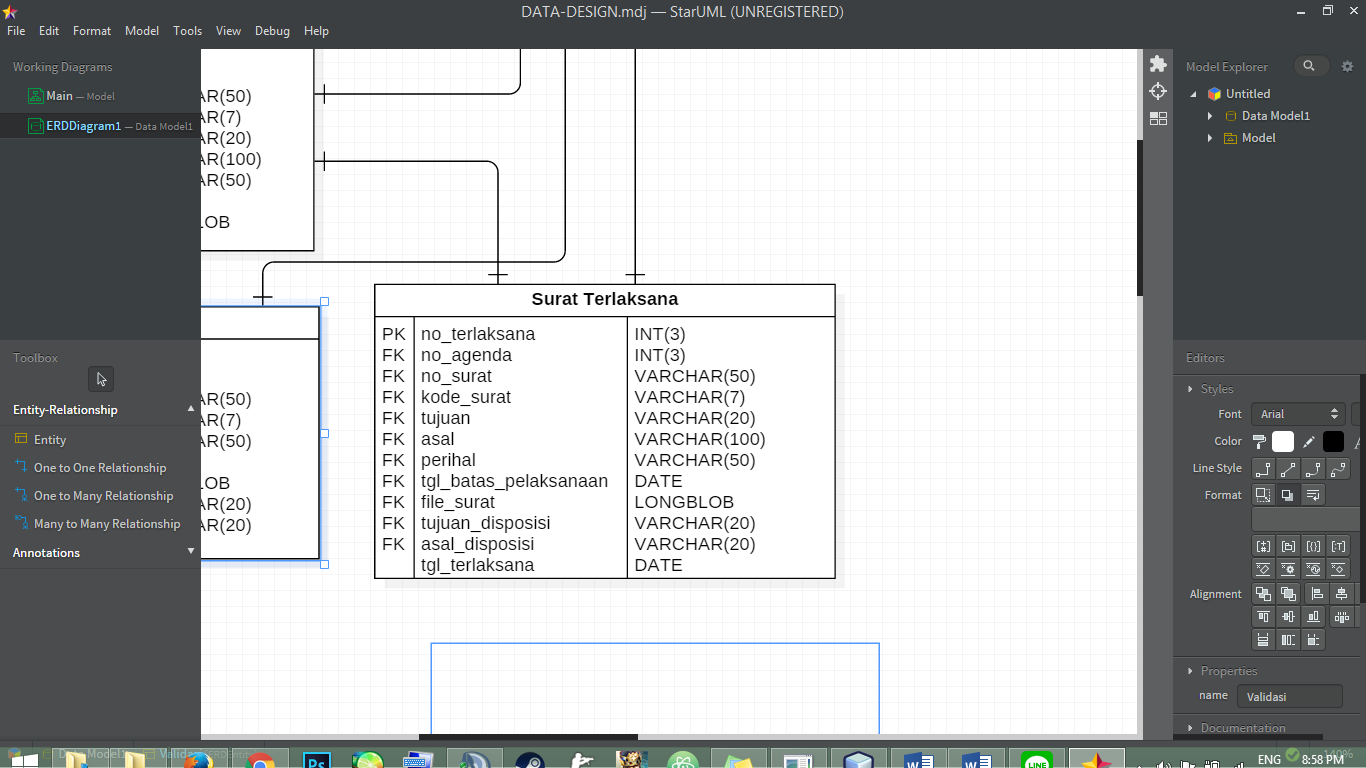 DATA-DESIGN.mdj — StarUML (UNREGISTERED)
File Edit Format Model Tools View Debug Help
Working Diagrams
Main — Model
ERDDiagram1 — Data Model1
Toolbox
Entity-Relationship
Entity
One to One Relationship
One to Many Relationship
Many to Many Relationship
Annotations
AR(50)
AR(7)
AR(20)
AR(100)
AR(50)
LOB
AR(50)
AR(7)
AR(50)
LOB
AR(20)
AR(20)
Surat Terlaksana
PK no_terlaksana INT(3)
FK no_agenda INT(3)
FK no_surat VARCHAR(50)
FK kode_surat VARCHAR(7)
FK tujuan VARCHAR(20)
FK asal VARCHAR(100)
FK perihal VARCHAR(50)
FK tgl_batas_pelaksanaan DATE
FK file_surat LONGBLOB
FK tujuan_disposisi VARCHAR(20)
FK asal_disposisi VARCHAR(20)
tgl_terlaksana DATE
Model Explorer
Untitled
Data Model1
Model
Editors
Styles
Font Arial
Color
Line Style
Format
Alignment
Properties
name Validasi
Documentation
Data Model1 Validasi
140%
Ps
LINE
ENG 8:58 PM